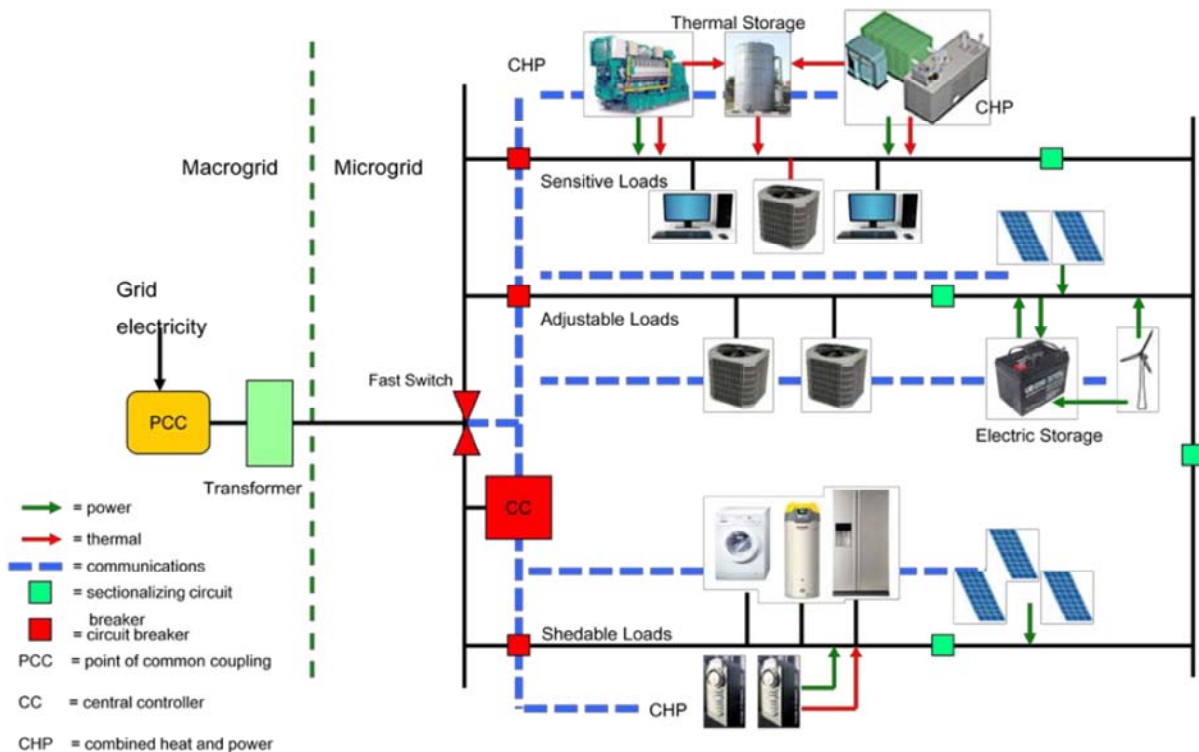 Thermal Storage
CHP
CHP
Macrogrid
Microgrid
Sensitive Loads
Grid
electricity
Adjustable Loads
Fast Switch
PCC
Electric Storage
Transformer
CC
= power
= thermal
= communications
= sectionalizing circuit
breaker
= circuit breaker
Shedable Loads
PCC = point of common coupling
CC = central controller
CHP
CHP = combined heat and power